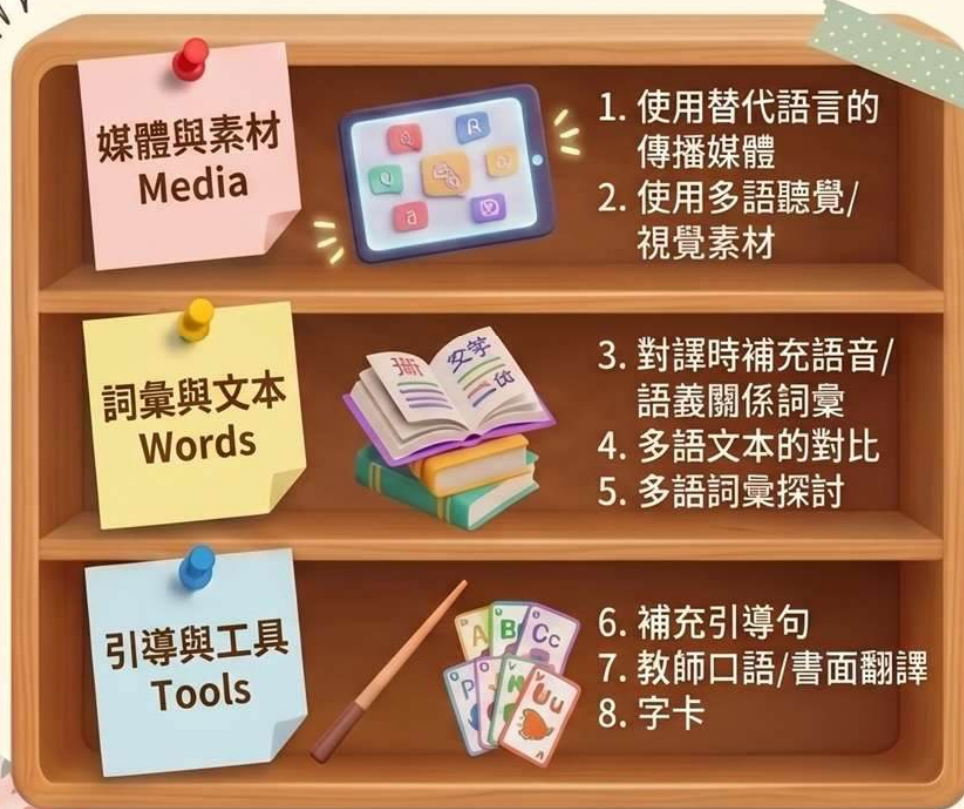 媒體與素材
Media
1. 使用替代語言的
傳播媒體
2. 使用多語聽覺/
視覺素材
詞彙與文本
Words
3. 對譯時補充語音/
語義關係詞彙
4. 多語文本的對比
5. 多語詞彙探討
引導與工具
Tools
6. 補充引導句
7. 教師口語/書面翻譯
8. 字卡